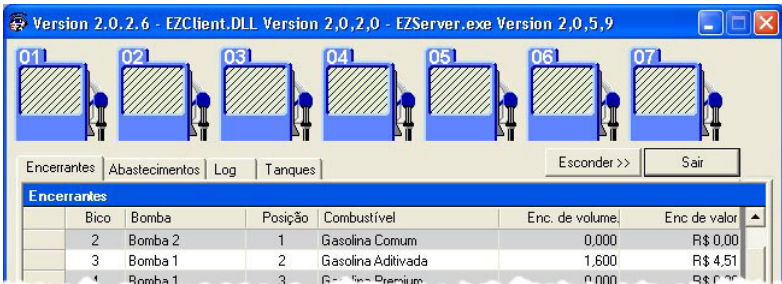 Version 2.0.2.6 - EZClient.DLL Version 2,0,2,0 - EZServer.exe Version 2,0,5,9
01 02 03 04 05 06 07
Encerrantes Abastecimentos Log Tanques Esconder >> Sair
Encerrantes
Bico Bomba Posição Combustível Enc. de volume. Enc de valor
2 Bomba 2 1 Gasolina Comum 0,000 R$ 0,00
3 Bomba 1 2 Gasolina Aditivada 1,600 R$ 4,51
Bomba 1 3 Premium